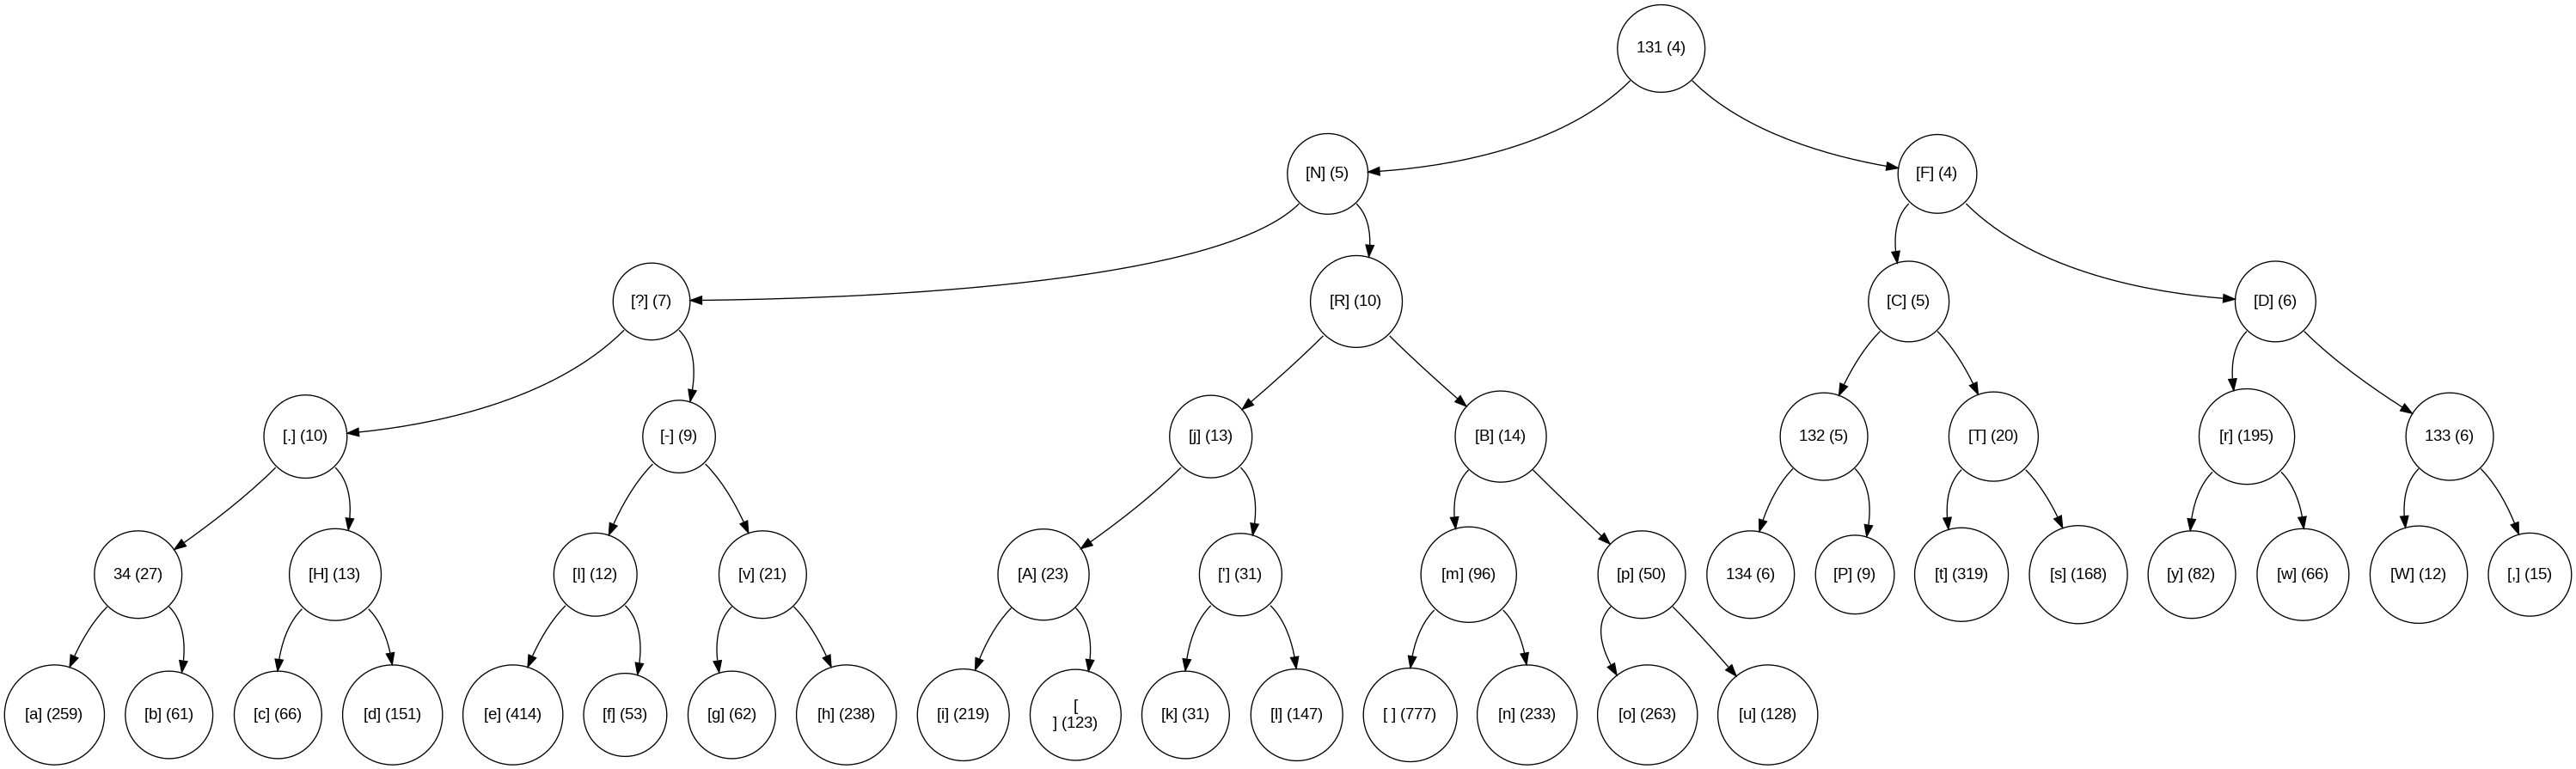 131 (4)
[N] (5)
[F] (4)
[?] (7)
[R] (10)
[C] (5)
[D] (6)
[.] (10)
[-] (9)
[j] (13)
[B] (14)
132 (5)
[T] (20)
[r] (195)
133 (6)
34 (27)
[H] (13)
[I] (12)
[v] (21)
[A] (23)
['] (31)
[m] (96)
[p] (50)
134 (6)
[P] (9)
[t] (319)
[s] (168)
[y] (82)
[w] (66)
[W] (12)
[,] (15)
[a] (259)
[b] (61)
[c] (66)
[d] (151)
[e] (414)
[f] (53)
[g] (62)
[h] (238)
[i] (219)
[
] (123)
[k] (31)
[l] (147)
[ ] (777)
[n] (233)
[o] (263)
[u] (128)